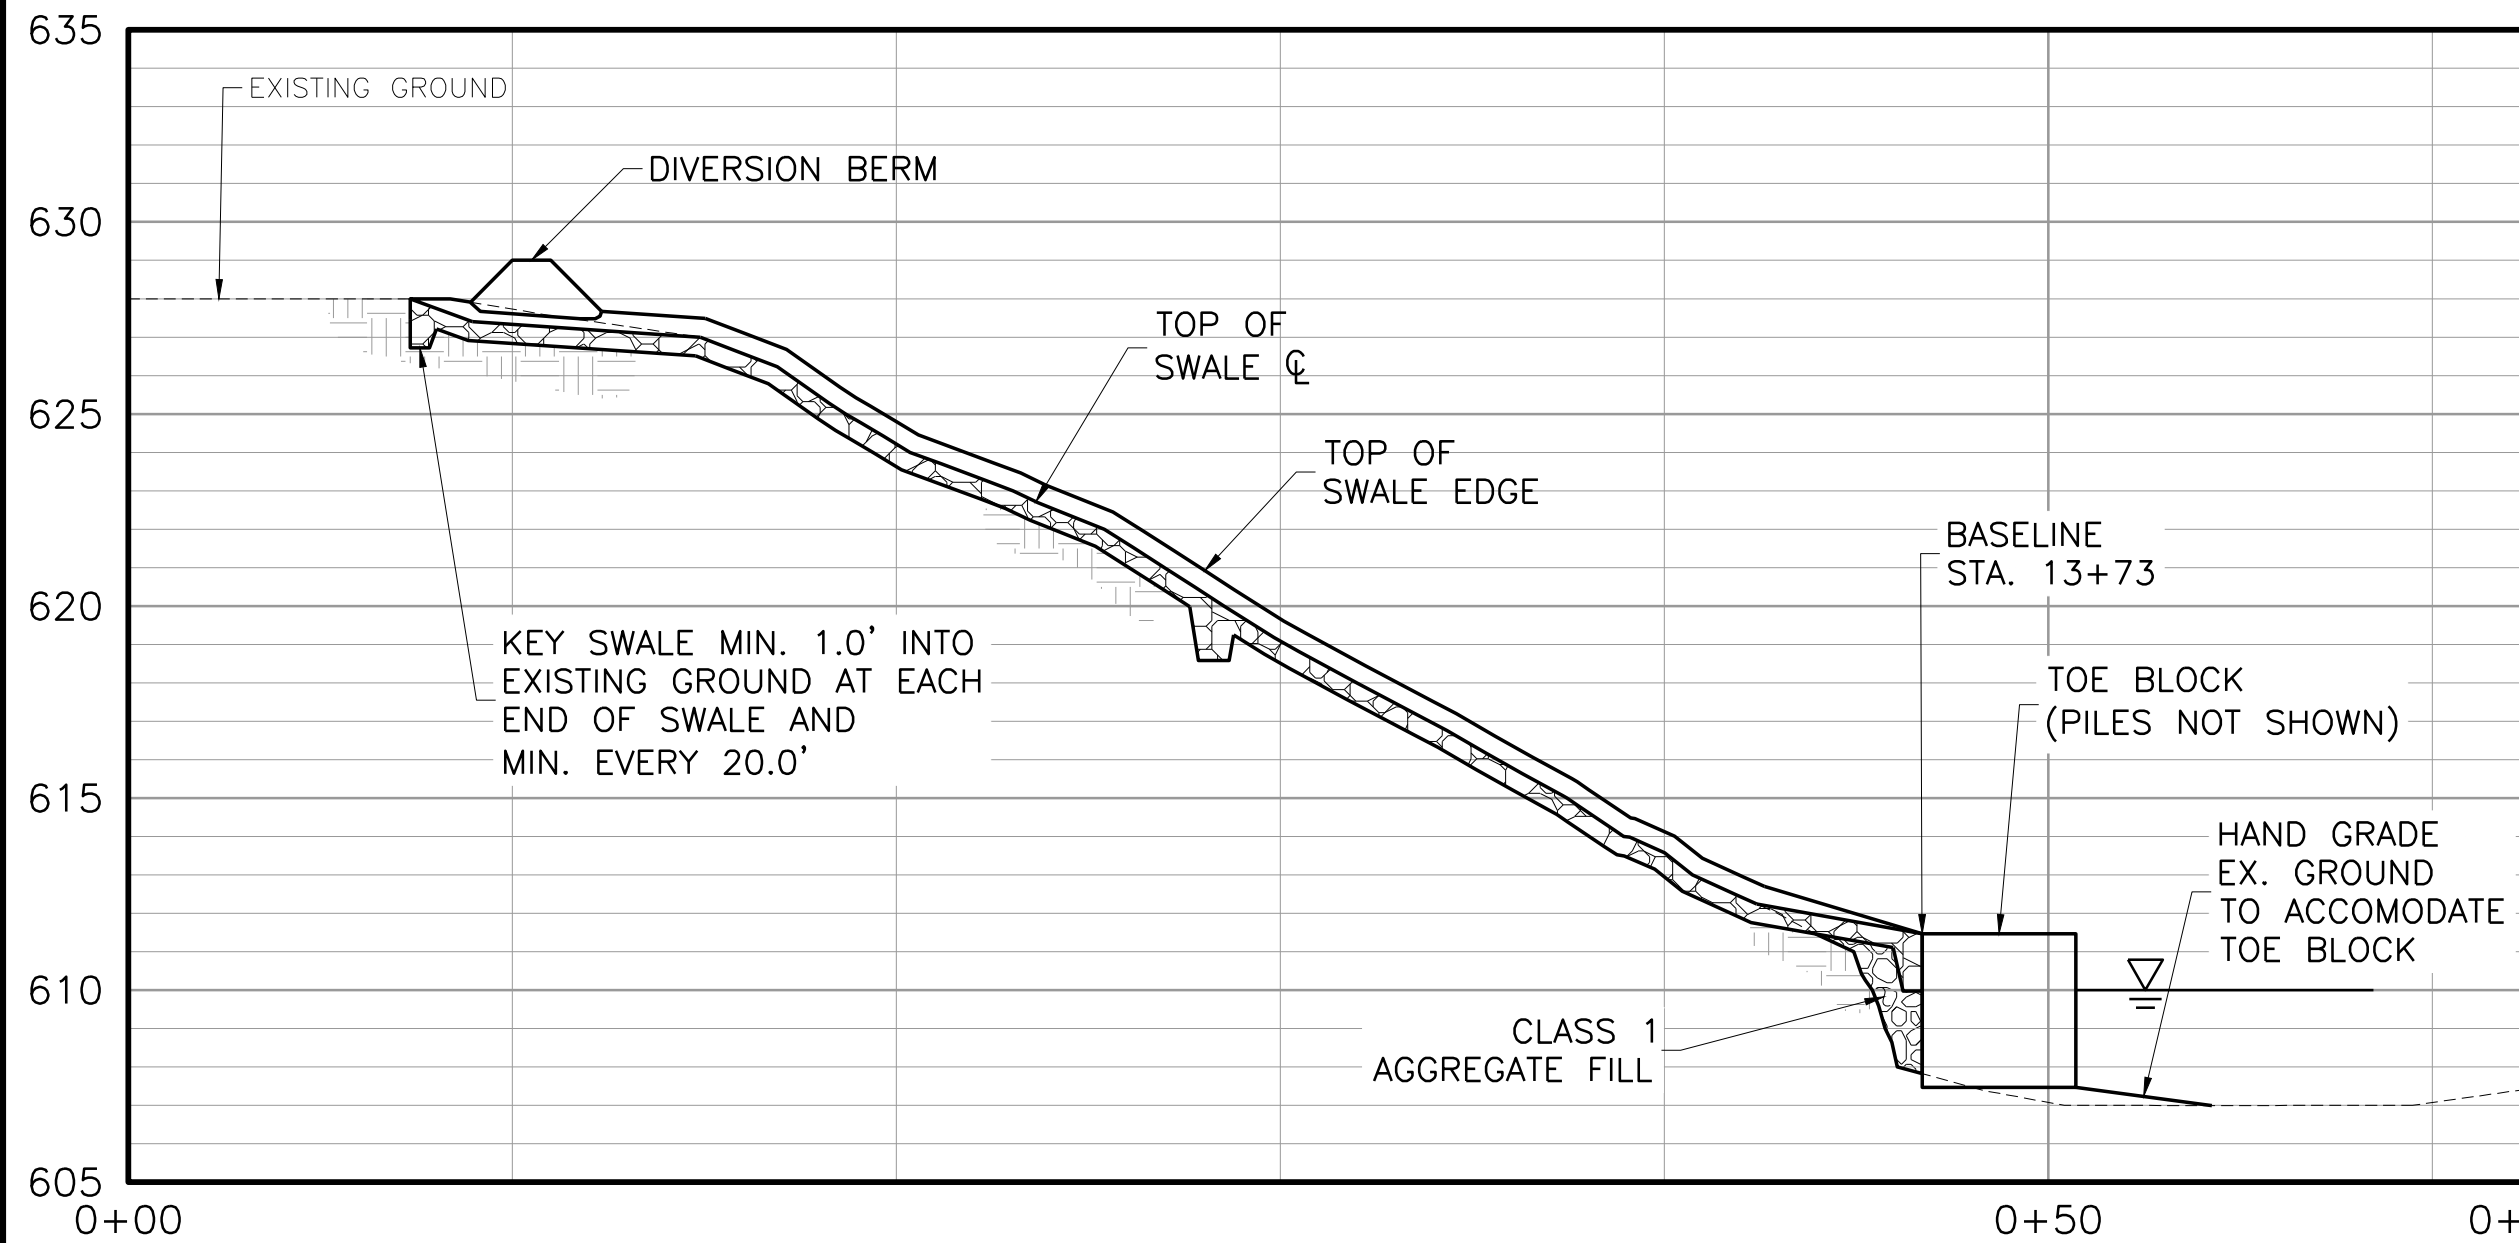 635
EXISTING GROUND
DIVERSION BERM
630
TOP OF
SWALE ℄
625
TOP OF
SWALE EDGE
BASELINE
STA. 13+73
620
KEY SWALE MIN. 1.0' INTO
EXISTING GROUND AT EACH
END OF SWALE AND
MIN. EVERY 20.0'
TOE BLOCK
(PILES NOT SHOWN)
615
HAND GRADE
EX. GROUND
TO ACCOMODATE
TOE BLOCK
610
CLASS 1
AGGREGATE FILL
605
0+00
0+50
0+